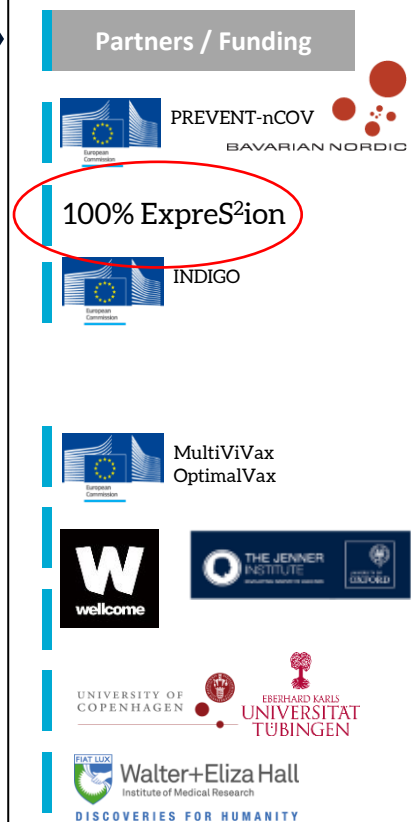 Partners / Funding
PREVENT-nCOV
BAVARIAN NORDIC
European
Commission
100% ExpreS²ion
INDIGO
European
Commission
MultiViVax
OptimalVax
European
Commission
W
wellcome
THE JENNER
INSTITUTE
UNIVERSITY OF
OXFORD
UNIVERSITY OF
COPENHAGEN
EBERHARD KARLS
UNIVERSITÄT
TÜBINGEN
FIAT LUX
Walter+Eliza Hall
Institute of Medical Research
DISCOVERIES FOR HUMANITY